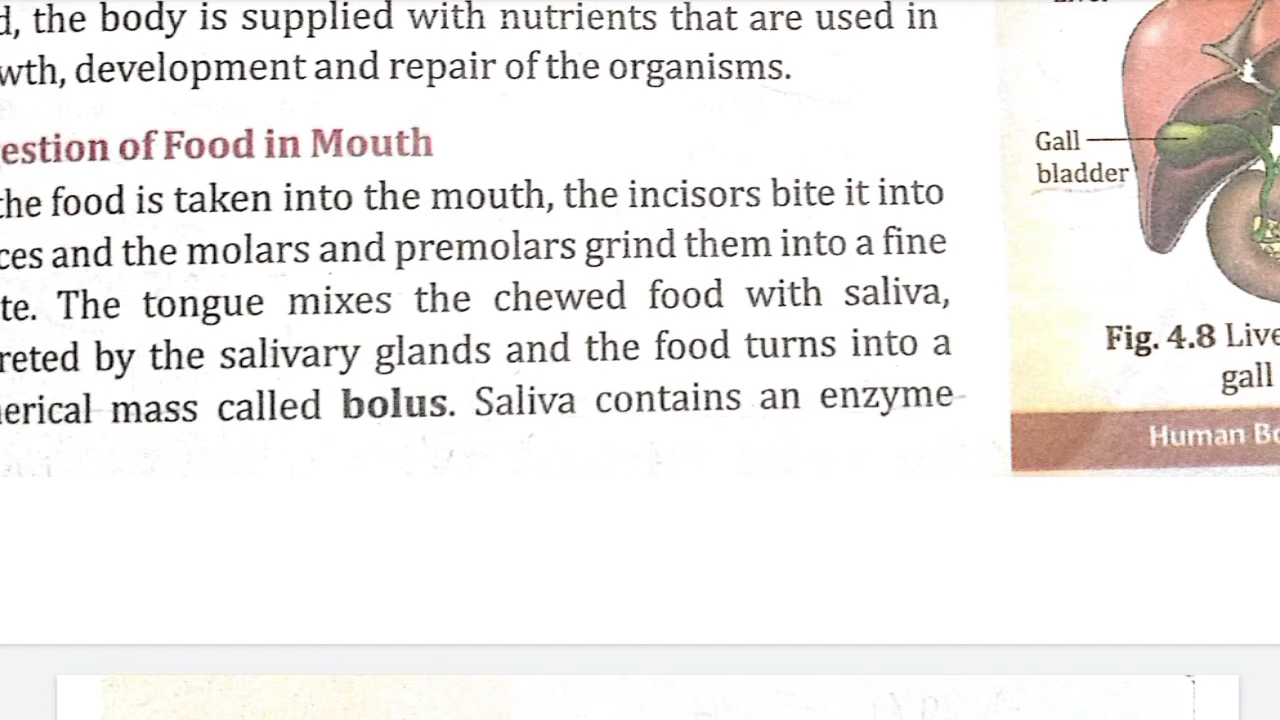 d, the body is supplied with nutrients that are used in
wth, development and repair of the organisms.
estion of Food in Mouth
the food is taken into the mouth, the incisors bite it into
ces and the molars and premolars grind them into a fine
te. The tongue mixes the chewed food with saliva,
reted by the salivary glands and the food turns into a
erical mass called bolus. Saliva contains an enzyme
Gall
bladder
Fig. 4.8 Live
gall
Human Bo